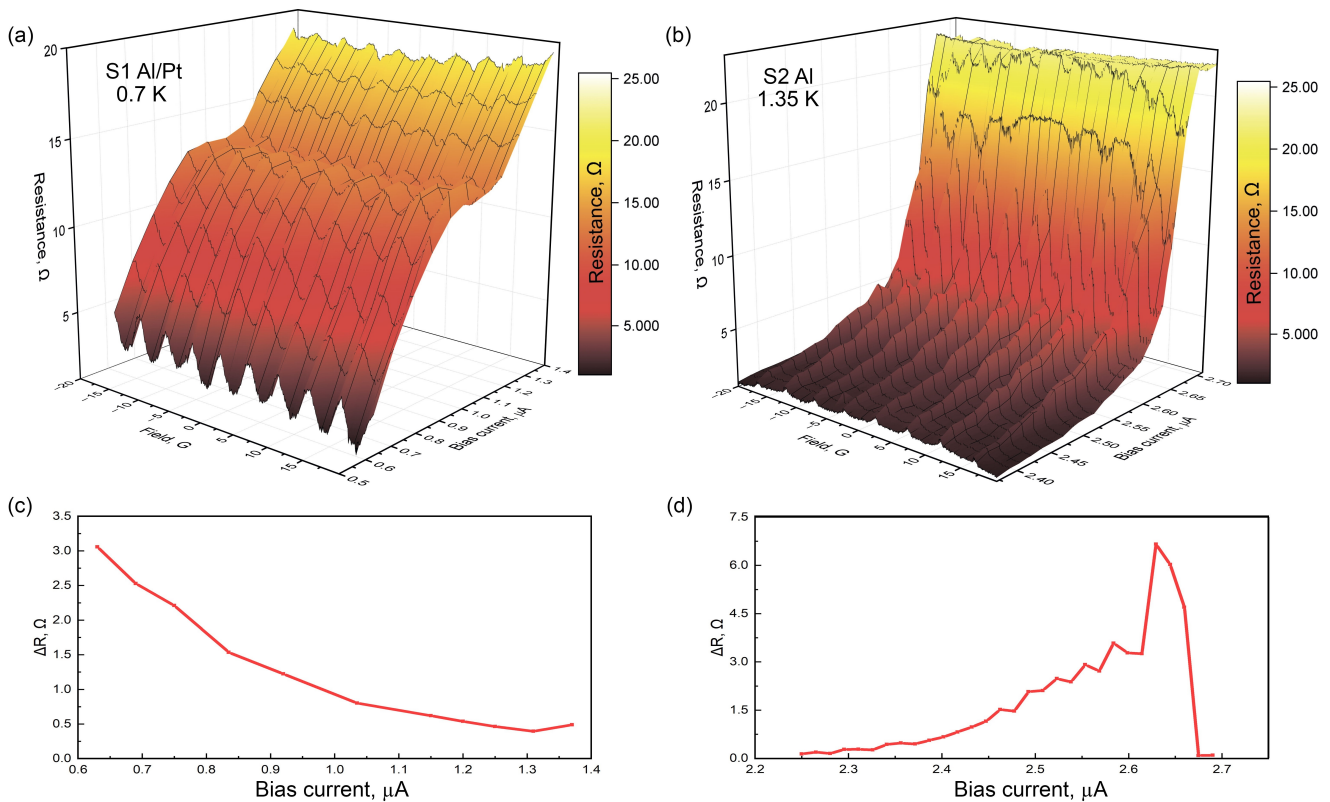 (a)
S1 Al/Pt
0.7 K
20
15
10
5
Resistance, Ω
−20
−15
−10
−5
0
5
10
15
Field, G
0.5
0.6
0.7
0.8
0.9
1.0
1.1
1.2
1.3
1.4
Bias current, μA
25.00
20.00
15.00
10.00
5.000
Resistance, Ω
(b)
S2 Al
1.35 K
20
15
10
5
Resistance, Ω
−20
−15
−10
−5
0
5
10
15
Field, G
2.40
2.45
2.50
2.55
2.60
2.65
2.70
Bias current, μA
25.00
20.00
15.00
10.00
5.000
Resistance, Ω
(c)
3.5
3.0
2.5
2.0
1.5
1.0
0.5
0.0
ΔR, Ω
0.6 0.7 0.8 0.9 1.0 1.1 1.2 1.3 1.4
Bias current, μA
(d)
7.5
6.0
4.5
3.0
1.5
0.0
ΔR, Ω
2.2 2.3 2.4 2.5 2.6 2.7
Bias current, μA